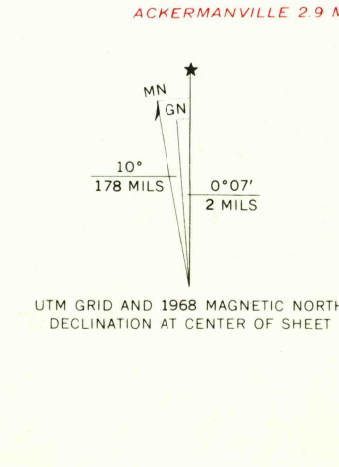 ACKERMANVILLE 2.9 M
MN
GN
10°
178 MILS
0°07′
2 MILS
UTM GRID AND 1968 MAGNETIC NORTH
DECLINATION AT CENTER OF SHEET